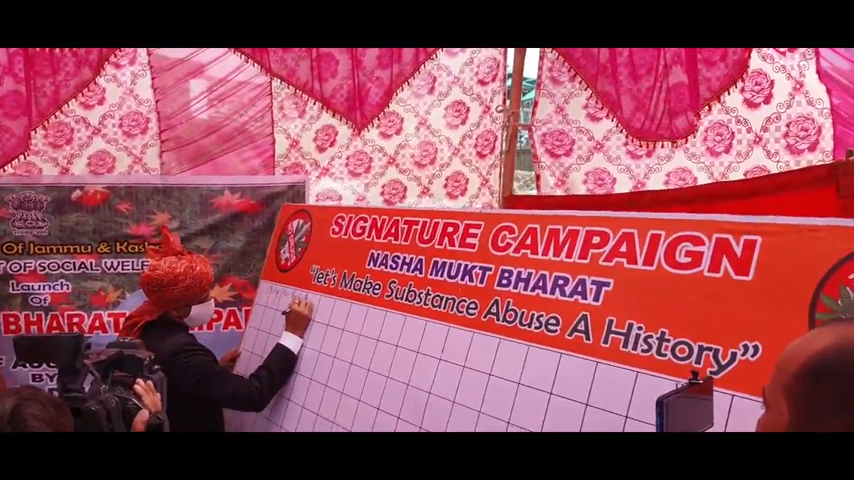 Of Jammu & Kash
T OF SOCIAL WELF
Launch
of
BHARAT
PA
SIGNATURE CAMPAIGN
NASHA MUKT BHARAT
"let's Make Substance Abuse A History"